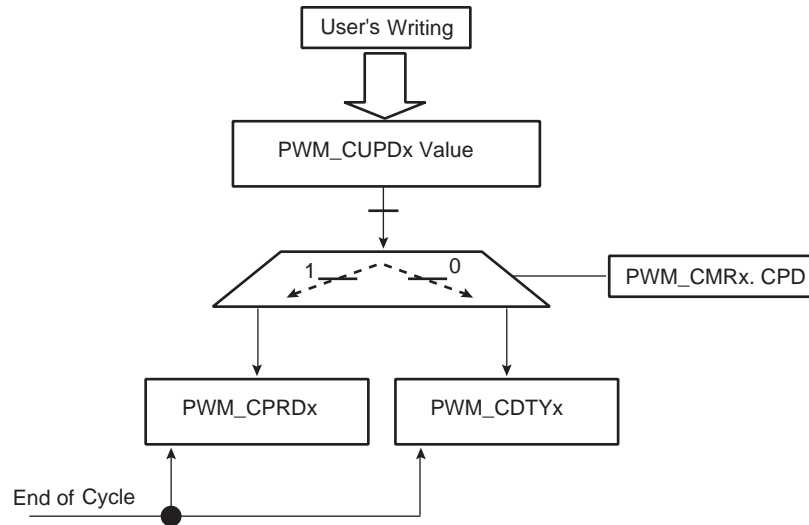 User's Writing
PWM_CUPDx Value
1 0
PWM_CMRx. CPD
PWM_CPRDx
PWM_CDTYx
End of Cycle